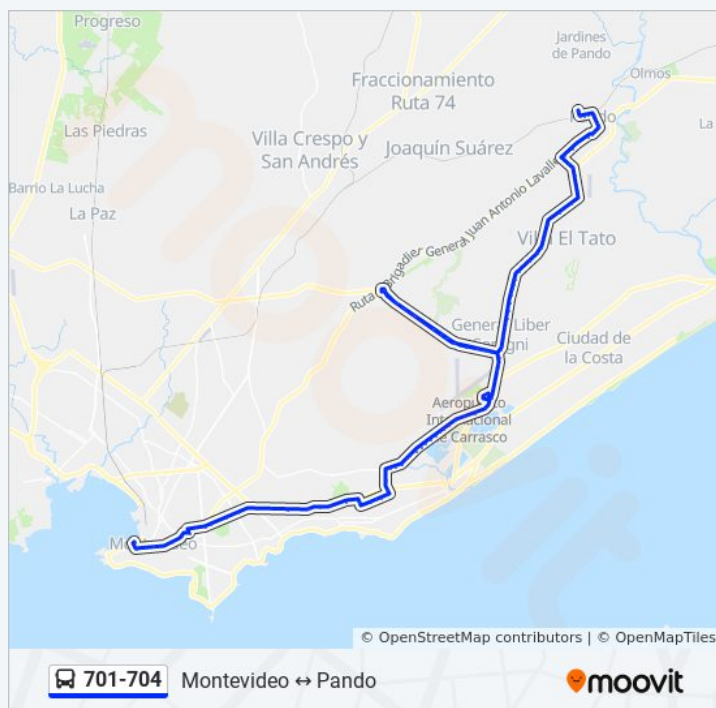 Progreso
Jardines
de Pando
Fraccionamiento
Ruta 74
Olmos
Las Piedras
Villa Crespo y
San Andrés
Joaquín Suárez
La
Barrio La Lucha
La Paz
General Juan Antonio Lavalle
Villa El Tato
Ruta
Brigadier
General Liber
Seregni
Ciudad de
la Costa
Aeropuerto
Internacional
de Carrasco
© OpenStreetMap contributors | © OpenMapTiles
701-704 Montevideo ↔ Pando
moovit